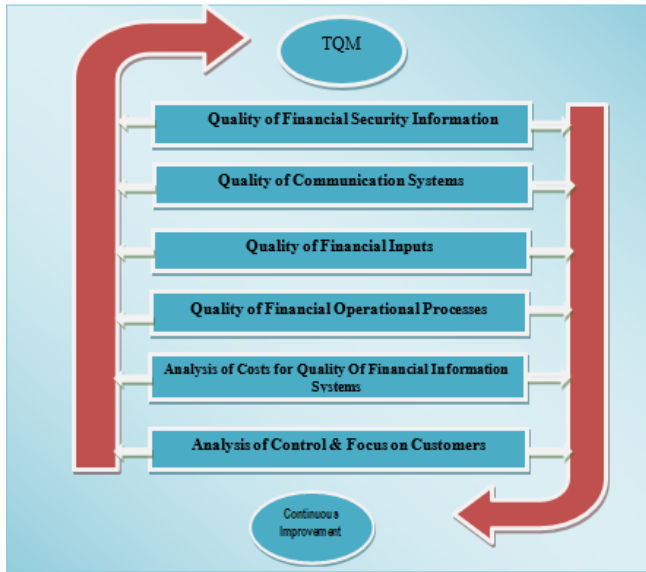 TQM
Quality of Financial Security Information
Quality of Communication Systems
Quality of Financial Inputs
Quality of Financial Operational Processes
Analysis of Costs for Quality Of Financial Information
Systems
Analysis of Control & Focus on Customers
Continuous
Improvement